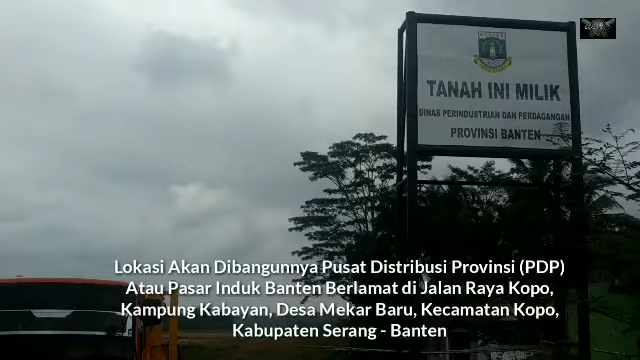 TANAH INI MILIK
DINAS PERINDUSTRIAN DAN PERDAGANGAN
PROVINSI BANTEN
Lokasi Akan Dibangunnya Pusat Distribusi Provinsi (PDP)
Atau Pasar Induk Banten Berlamat di Jalan Raya Kopo,
Kampung Kabayan, Desa Mekar Baru, Kecamatan Kopo,
Kabupaten Serang - Banten